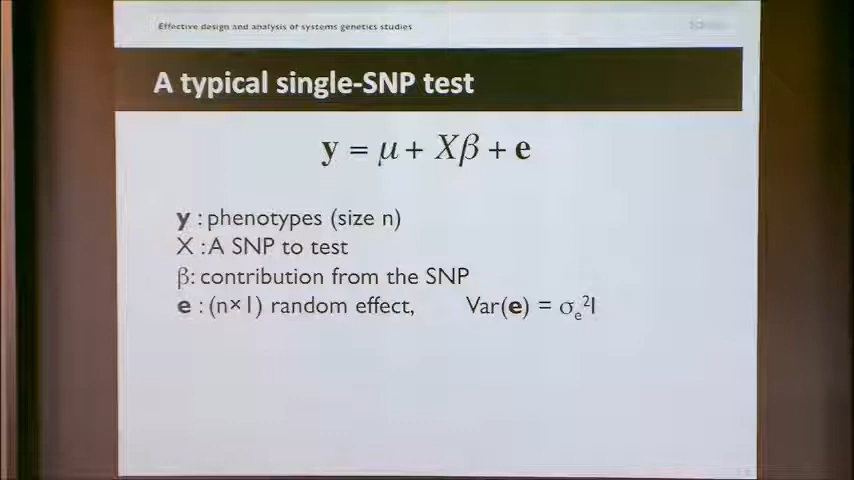 Effective design and analysis of systems genetics studies
A typical single-SNP test
y = μ + Xβ + e
y : phenotypes (size n)
X : A SNP to test
β: contribution from the SNP
e : (n×1) random effect, Var(e) = σₑ²I